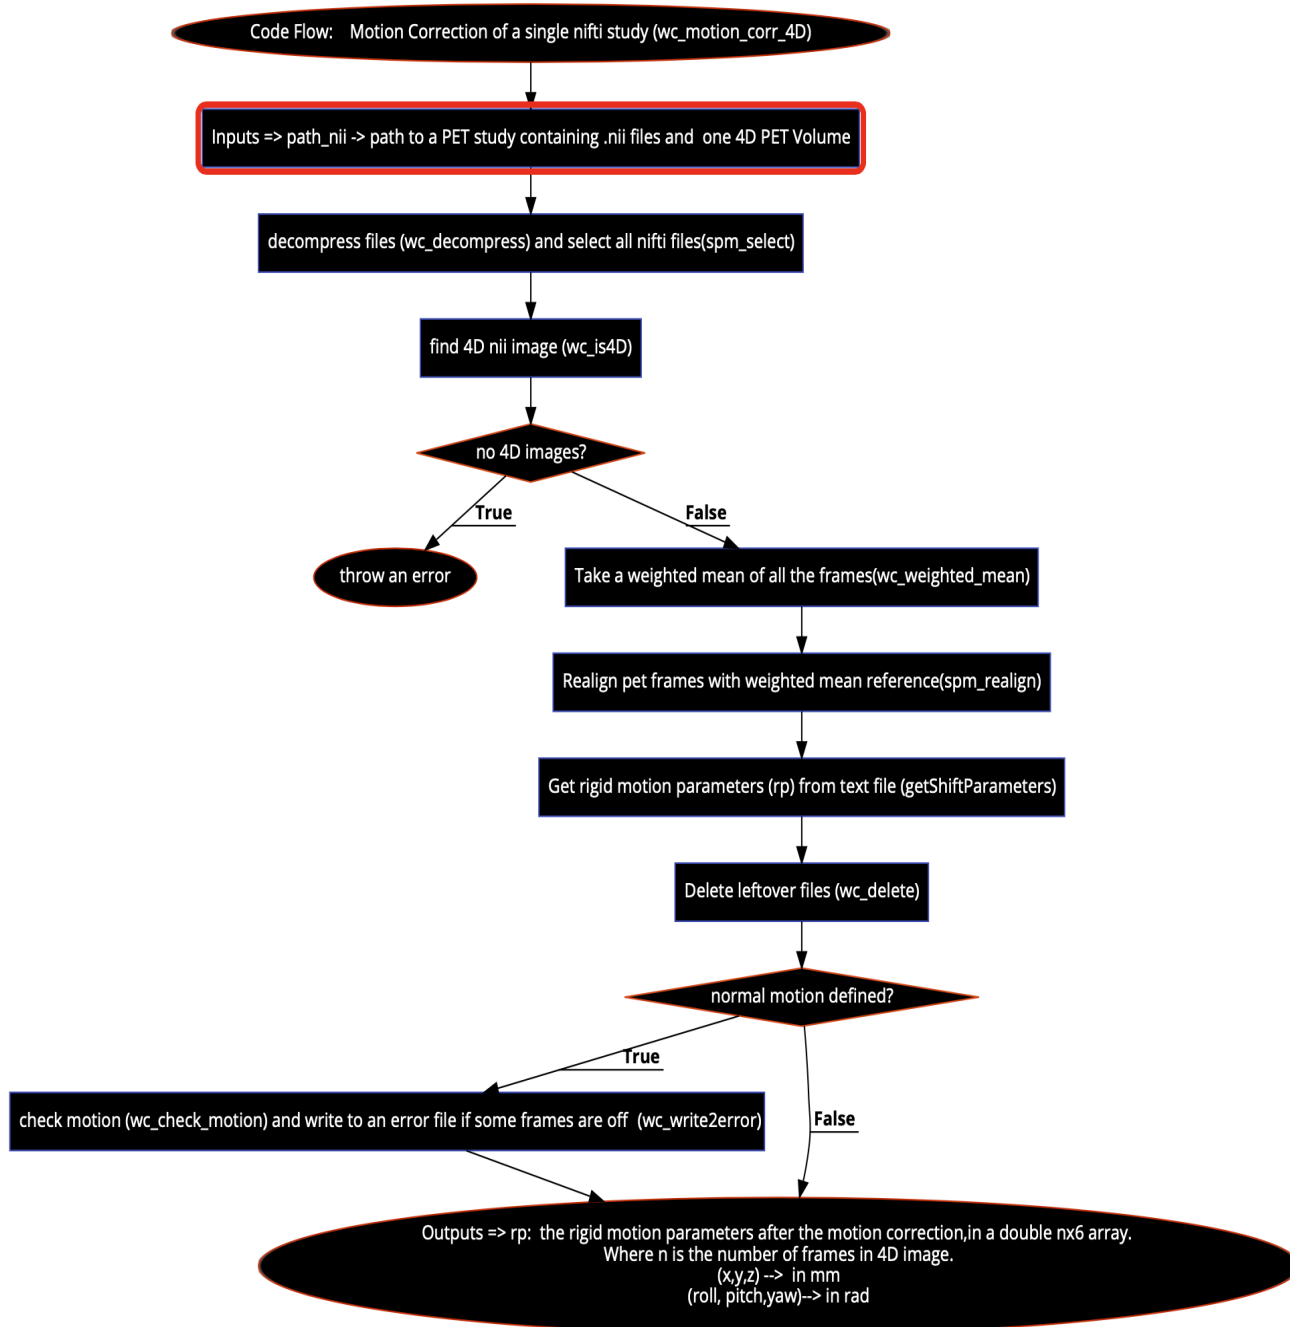 Code Flow:    Motion Correction of a single nifti study (wc_motion_corr_4D)
Inputs => path_nii -> path to a PET study containing .nii files and  one 4D PET Volume
decompress files (wc_decompress) and select all nifti files(spm_select)
find 4D nii image (wc_is4D)
no 4D images?
True
False
throw an error
Take a weighted mean of all the frames(wc_weighted_mean)
Realign pet frames with weighted mean reference(spm_realign)
Get rigid motion parameters (rp) from text file (getShiftParameters)
Delete leftover files (wc_delete)
normal motion defined?
True
False
check motion (wc_check_motion) and write to an error file if some frames are off  (wc_write2error)
Outputs => rp:  the rigid motion parameters after the motion correction,in a double nx6 array.
Where n is the number of frames in 4D image.
(x,y,z) -->  in mm
(roll, pitch,yaw)--> in rad